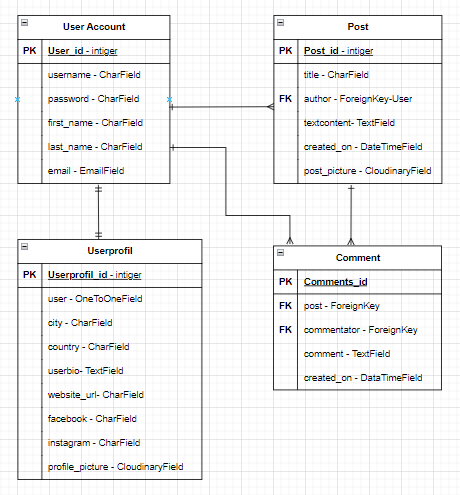 User Account
PK User_id - intiger
username - CharField
password - CharField
first_name - CharField
last_name - CharField
email - EmailField
Post
PK Post_id - intiger
title - CharField
FK author - ForeignKey-User
textcontent- TextField
created_on - DateTimeField
post_picture - CloudinaryField
Userprofil
PK Userprofil_id - intiger
user - OneToOneField
city - CharField
country - CharField
userbio- TextField
website_url- CharField
facebook - CharField
instagram - CharField
profile_picture - CloudinaryField
Comment
PK Comments_id
FK post - ForeignKey
FK commentator - ForeignKey
comment - TextField
created_on - DataTimeField